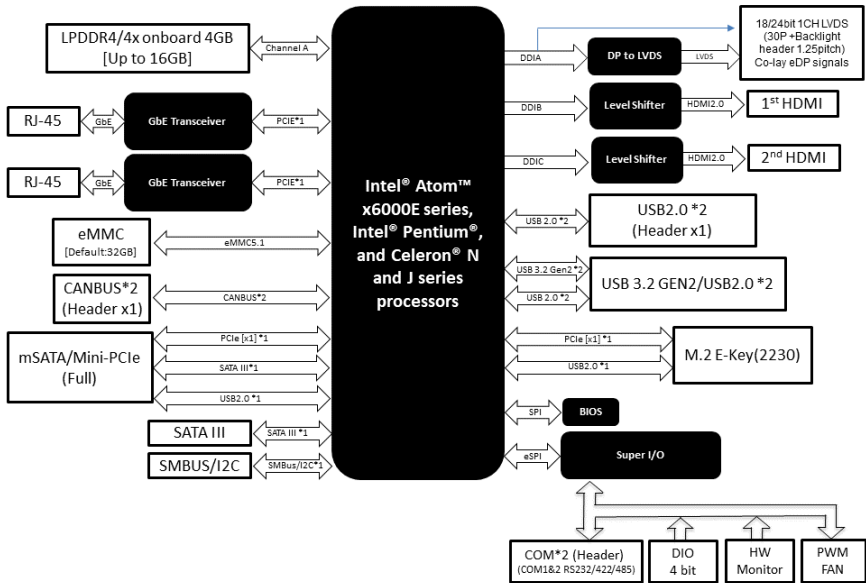 LPDDR4/4x onboard 4GB
[Up to 16GB]
Channel A
RJ-45
GbE
GbE Transceiver
PCIE*1
RJ-45
GbE
GbE Transceiver
PCIE*1
eMMC
[Default:32GB]
eMMC5.1
CANBUS*2
(Header x1)
CANBUS*2
mSATA/Mini-PCIe
(Full)
PCIe [x1] *1
SATA III*1
USB2.0 *1
SATA III
SATA III *1
SMBUS/I2C
SMBus/I2C*1
Intel® Atom™
x6000E series,
Intel® Pentium®,
and Celeron® N
and J series
processors
DDIA
DP to LVDS
LVDS
18/24bit 1CH LVDS
(30P +Backlight
header 1.25pitch)
Co-lay eDP signals
DDIB
Level Shifter
HDMI2.0
1st HDMI
DDIC
Level Shifter
HDMI2.0
2nd HDMI
USB 2.0 *2
USB2.0 *2
(Header x1)
USB 3.2 Gen2 *2
USB 2.0 *2
USB 3.2 GEN2/USB2.0 *2
PCIe [x1] *1
USB2.0 *1
M.2 E-Key(2230)
SPI
BIOS
eSPI
Super I/O
COM*2 (Header)
(COM1&2 RS232/422/485)
DIO
4 bit
HW
Monitor
PWM
FAN